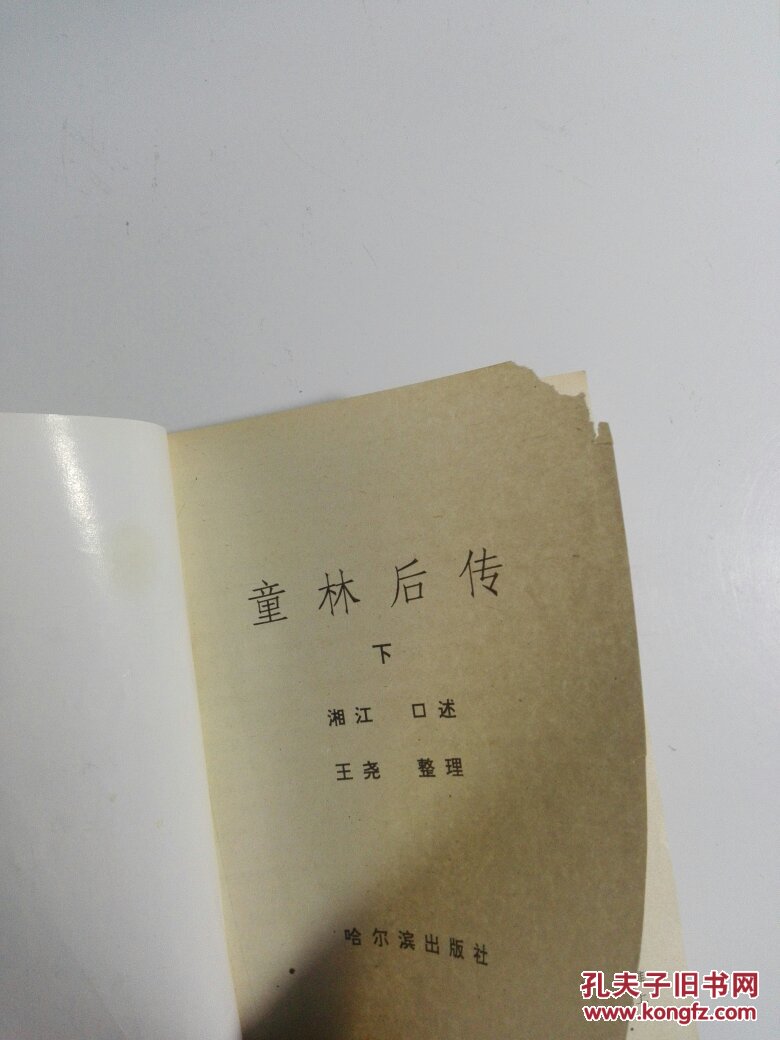 童林后传
下
湘江 口述
王尧 整理
哈尔滨出版社
孔夫子旧书网
www.kongfz.com